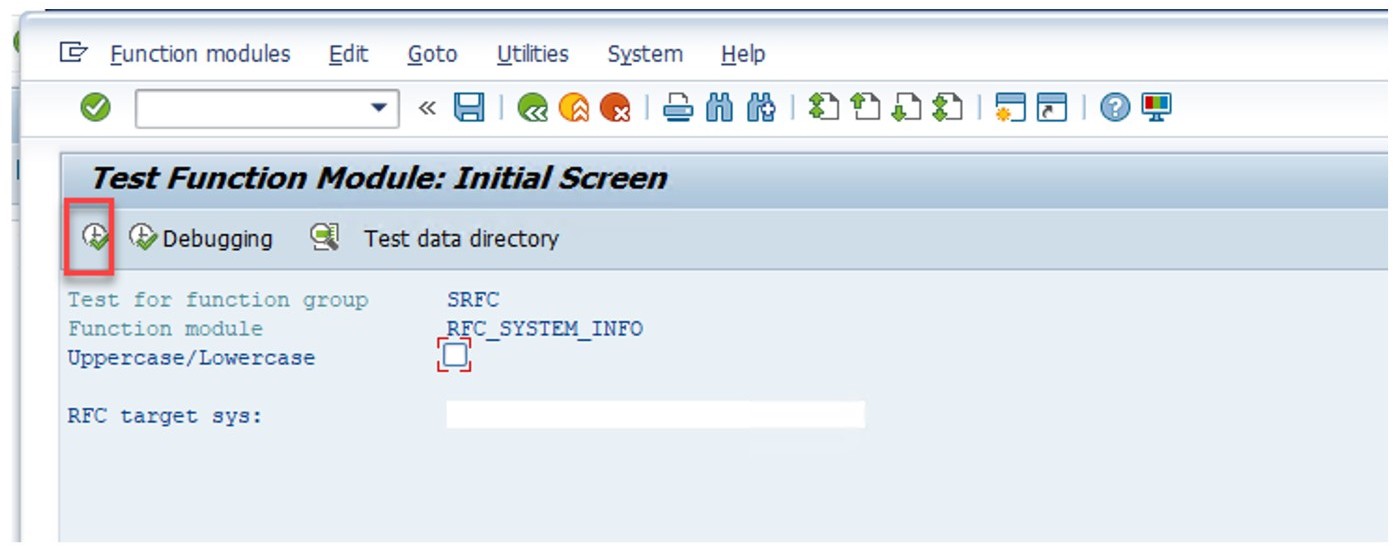 Function modules Edit Goto Utilities System Help
Test Function Module: Initial Screen
Debugging Test data directory
Test for function group SRFC
Function module RFC_SYSTEM_INFO
Uppercase/Lowercase
RFC target sys: